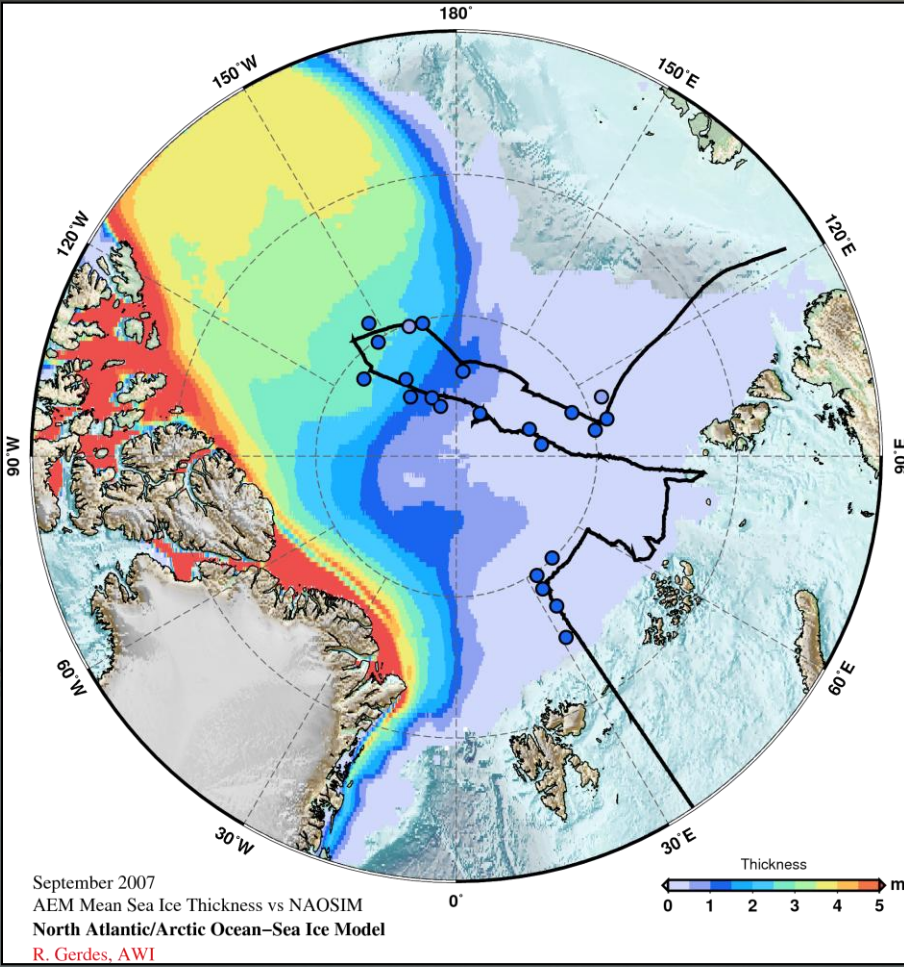 180°
150°W
150°E
120°W
120°E
90°W
90°E
60°W
60°E
30°W
30°E
0°
Thickness
m
0 1 2 3 4 5
September 2007
AEM Mean Sea Ice Thickness vs NAOSIM
North Atlantic/Arctic Ocean−Sea Ice Model
R. Gerdes, AWI